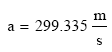 a = 299.335 m/s